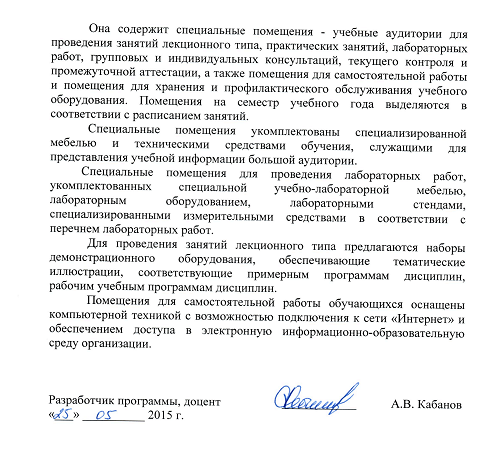 Она содержит специальные помещения - учебные аудитории для
проведения занятий лекционного типа, практических занятий, лабораторных
работ, групповых и индивидуальных консультаций, текущего контроля и
промежуточной аттестации, а также помещения для самостоятельной работы
и помещения для хранения и профилактического обслуживания учебного
оборудования. Помещения на семестр учебного года выделяются в
соответствии с расписанием занятий.
Специальные помещения укомплектованы специализированной
мебелью и техническими средствами обучения, служащими для
представления учебной информации большой аудитории.
Специальные помещения для проведения лабораторных работ,
укомплектованных специальной учебно-лабораторной мебелью,
лабораторным оборудованием, лабораторными стендами,
специализированными измерительными средствами в соответствии с
перечнем лабораторных работ.
Для проведения занятий лекционного типа предлагаются наборы
демонстрационного оборудования, обеспечивающие тематические
иллюстрации, соответствующие примерным программам дисциплин,
рабочим учебным программам дисциплин.
Помещения для самостоятельной работы обучающихся оснащены
компьютерной техникой с возможностью подключения к сети «Интернет» и
обеспечением доступа в электронную информационно-образовательную
среду организации.
Разработчик программы, доцент А.В. Кабанов
«25» 05 2015 г.